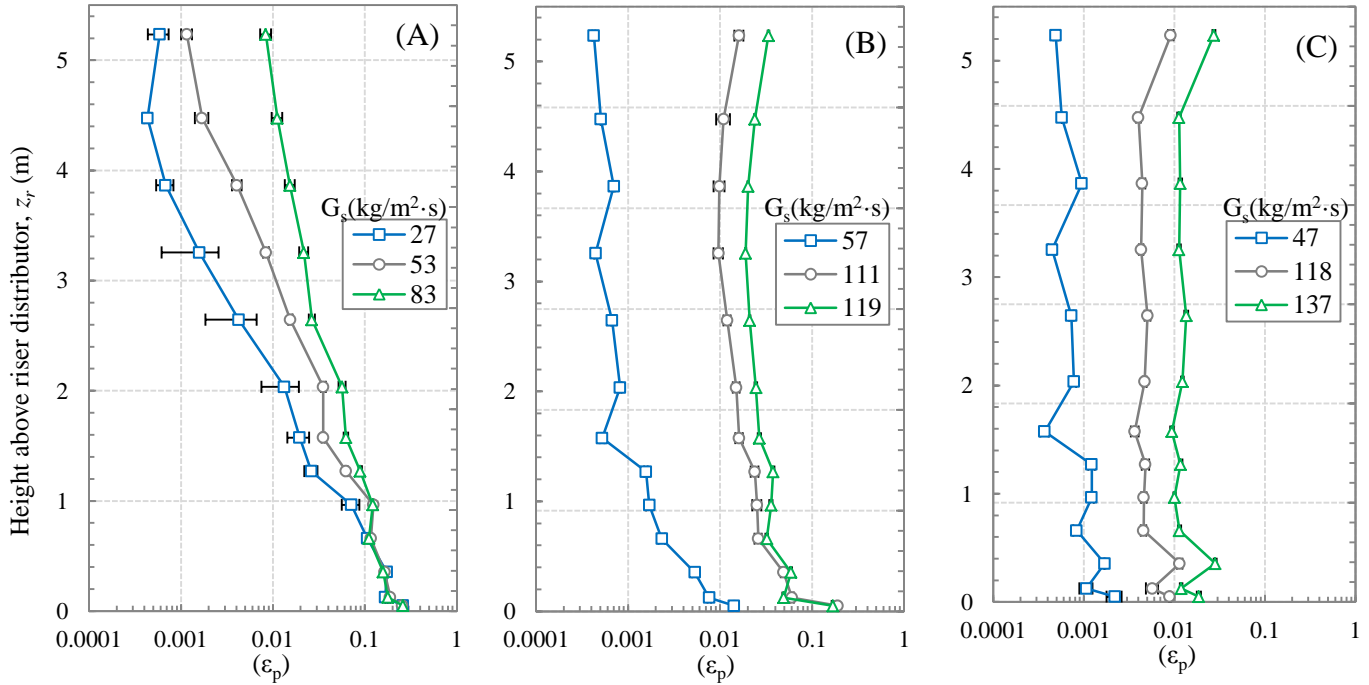 Height above riser distributor, z_r (m)
(A)
5
4
3
2
1
0
G_s(kg/m²·s)
27
53
83
0.0001 0.001 0.01 0.1 1
(ε_p)
(B)
5
4
3
2
1
0
G_s(kg/m²·s)
57
111
119
0.0001 0.001 0.01 0.1 1
(ε_p)
(C)
5
4
3
2
1
0
G_s(kg/m²·s)
47
118
137
0.0001 0.001 0.01 0.1 1
(ε_p)